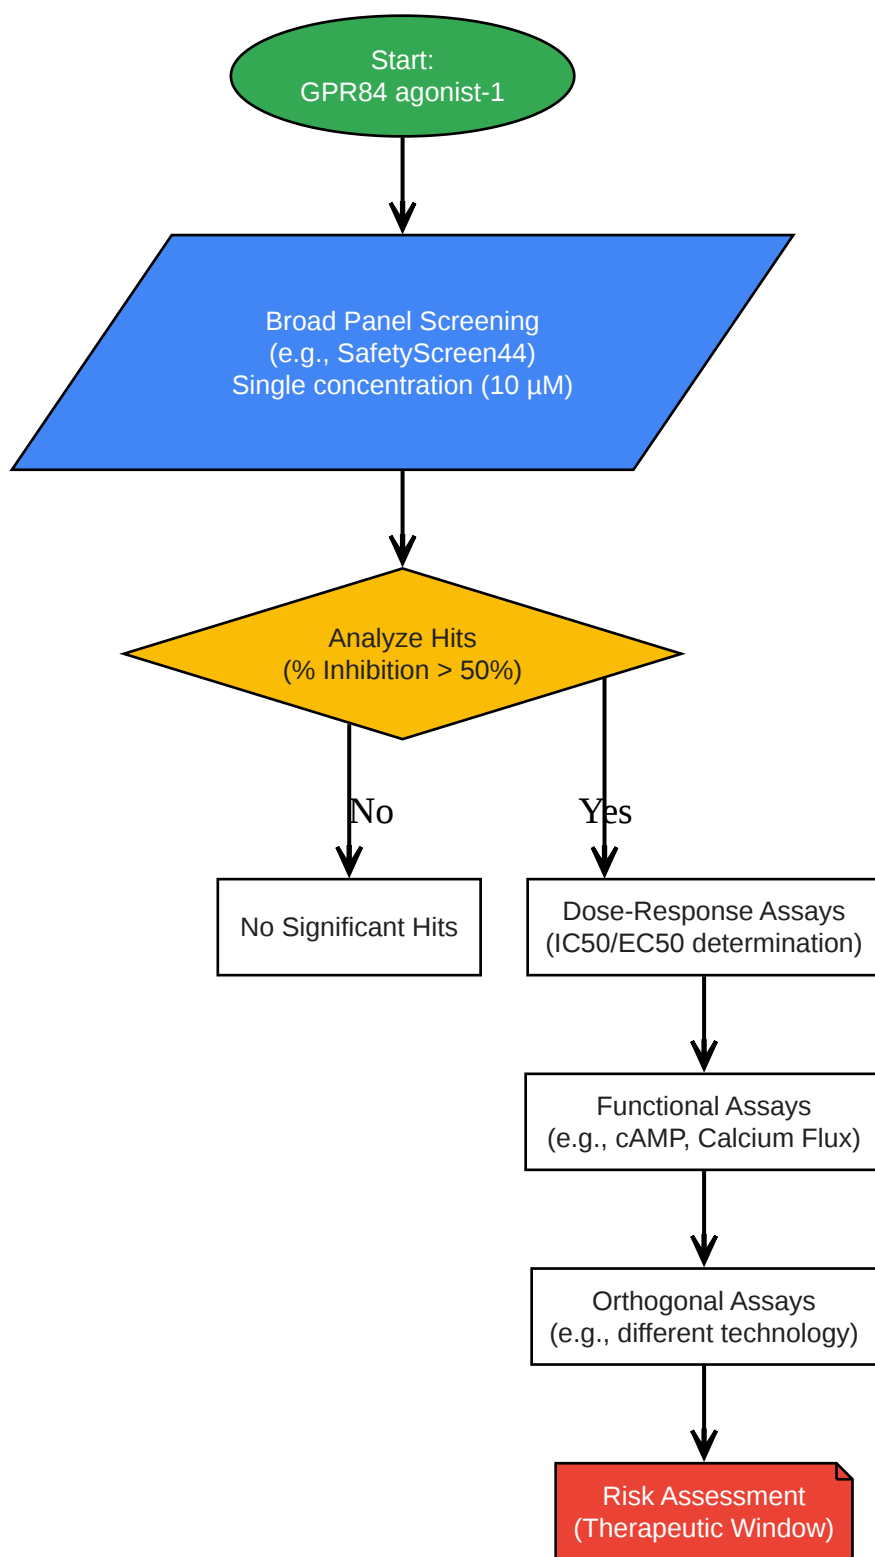 Start:
GPR84 agonist-1
Broad Panel Screening
(e.g., SafetyScreen44)
Single concentration (10 µM)
Analyze Hits
(% Inhibition > 50%)
No
Yes
No Significant Hits
Dose-Response Assays
(IC50/EC50 determination)
Functional Assays
(e.g., cAMP, Calcium Flux)
Orthogonal Assays
(e.g., different technology)
Risk Assessment
(Therapeutic Window)